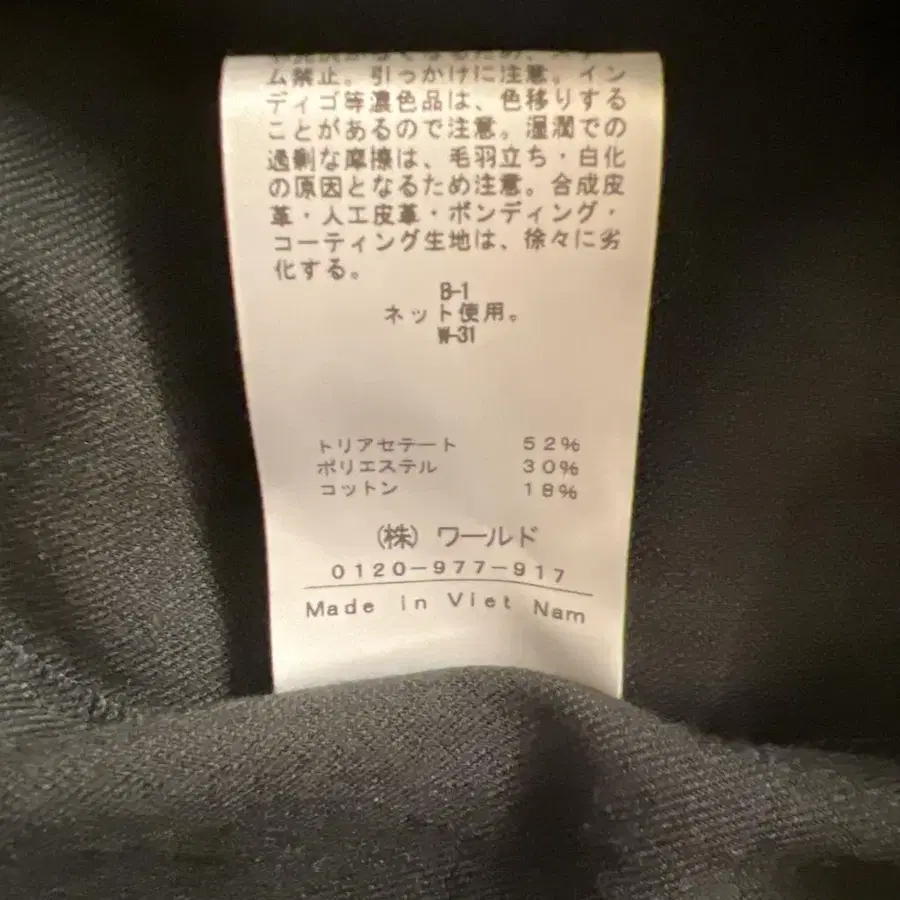 ム禁止。引っかけに注意。イン
ディゴ等濃色品は、色移りする
ことがあるので注意。湿潤での
過剰な摩擦は、毛羽立ち・白化
の原因となるため注意。合成皮
革・人工皮革・ボンディング・
コーティング生地は、徐々に劣
化する。
B-1
ネット使用。
W-31
トリアセテート 52%
ポリエステル 30%
コットン 18%
(株) ワールド
0120-977-917
Made in Viet Nam